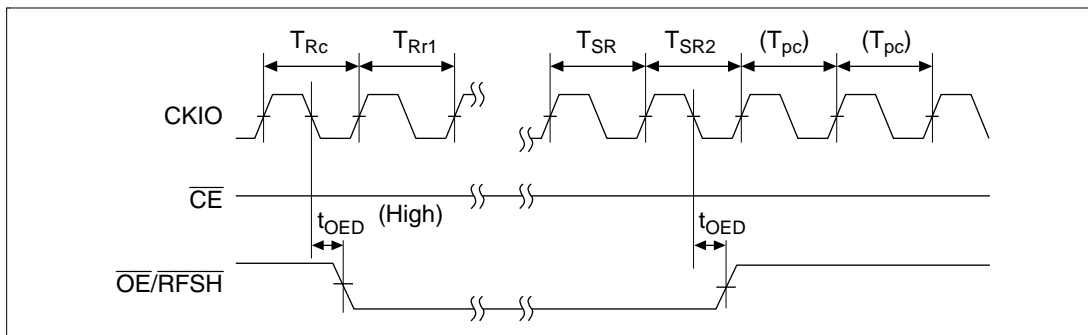 TRc TRr1 TSR TSR2 (Tpc) (Tpc)
CKIO
CE
tOED (High) tOED
OE/RFSH